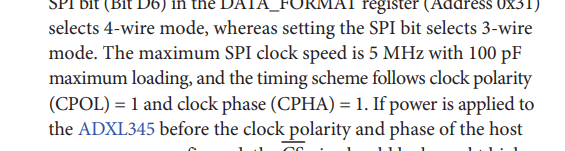 SPI bit (Bit D6) in the DATA_FORMAT register (Address 0x31)
selects 4-wire mode, whereas setting the SPI bit selects 3-wire
mode. The maximum SPI clock speed is 5 MHz with 100 pF
maximum loading, and the timing scheme follows clock polarity
(CPOL) = 1 and clock phase (CPHA) = 1. If power is applied to
the ADXL345 before the clock polarity and phase of the host